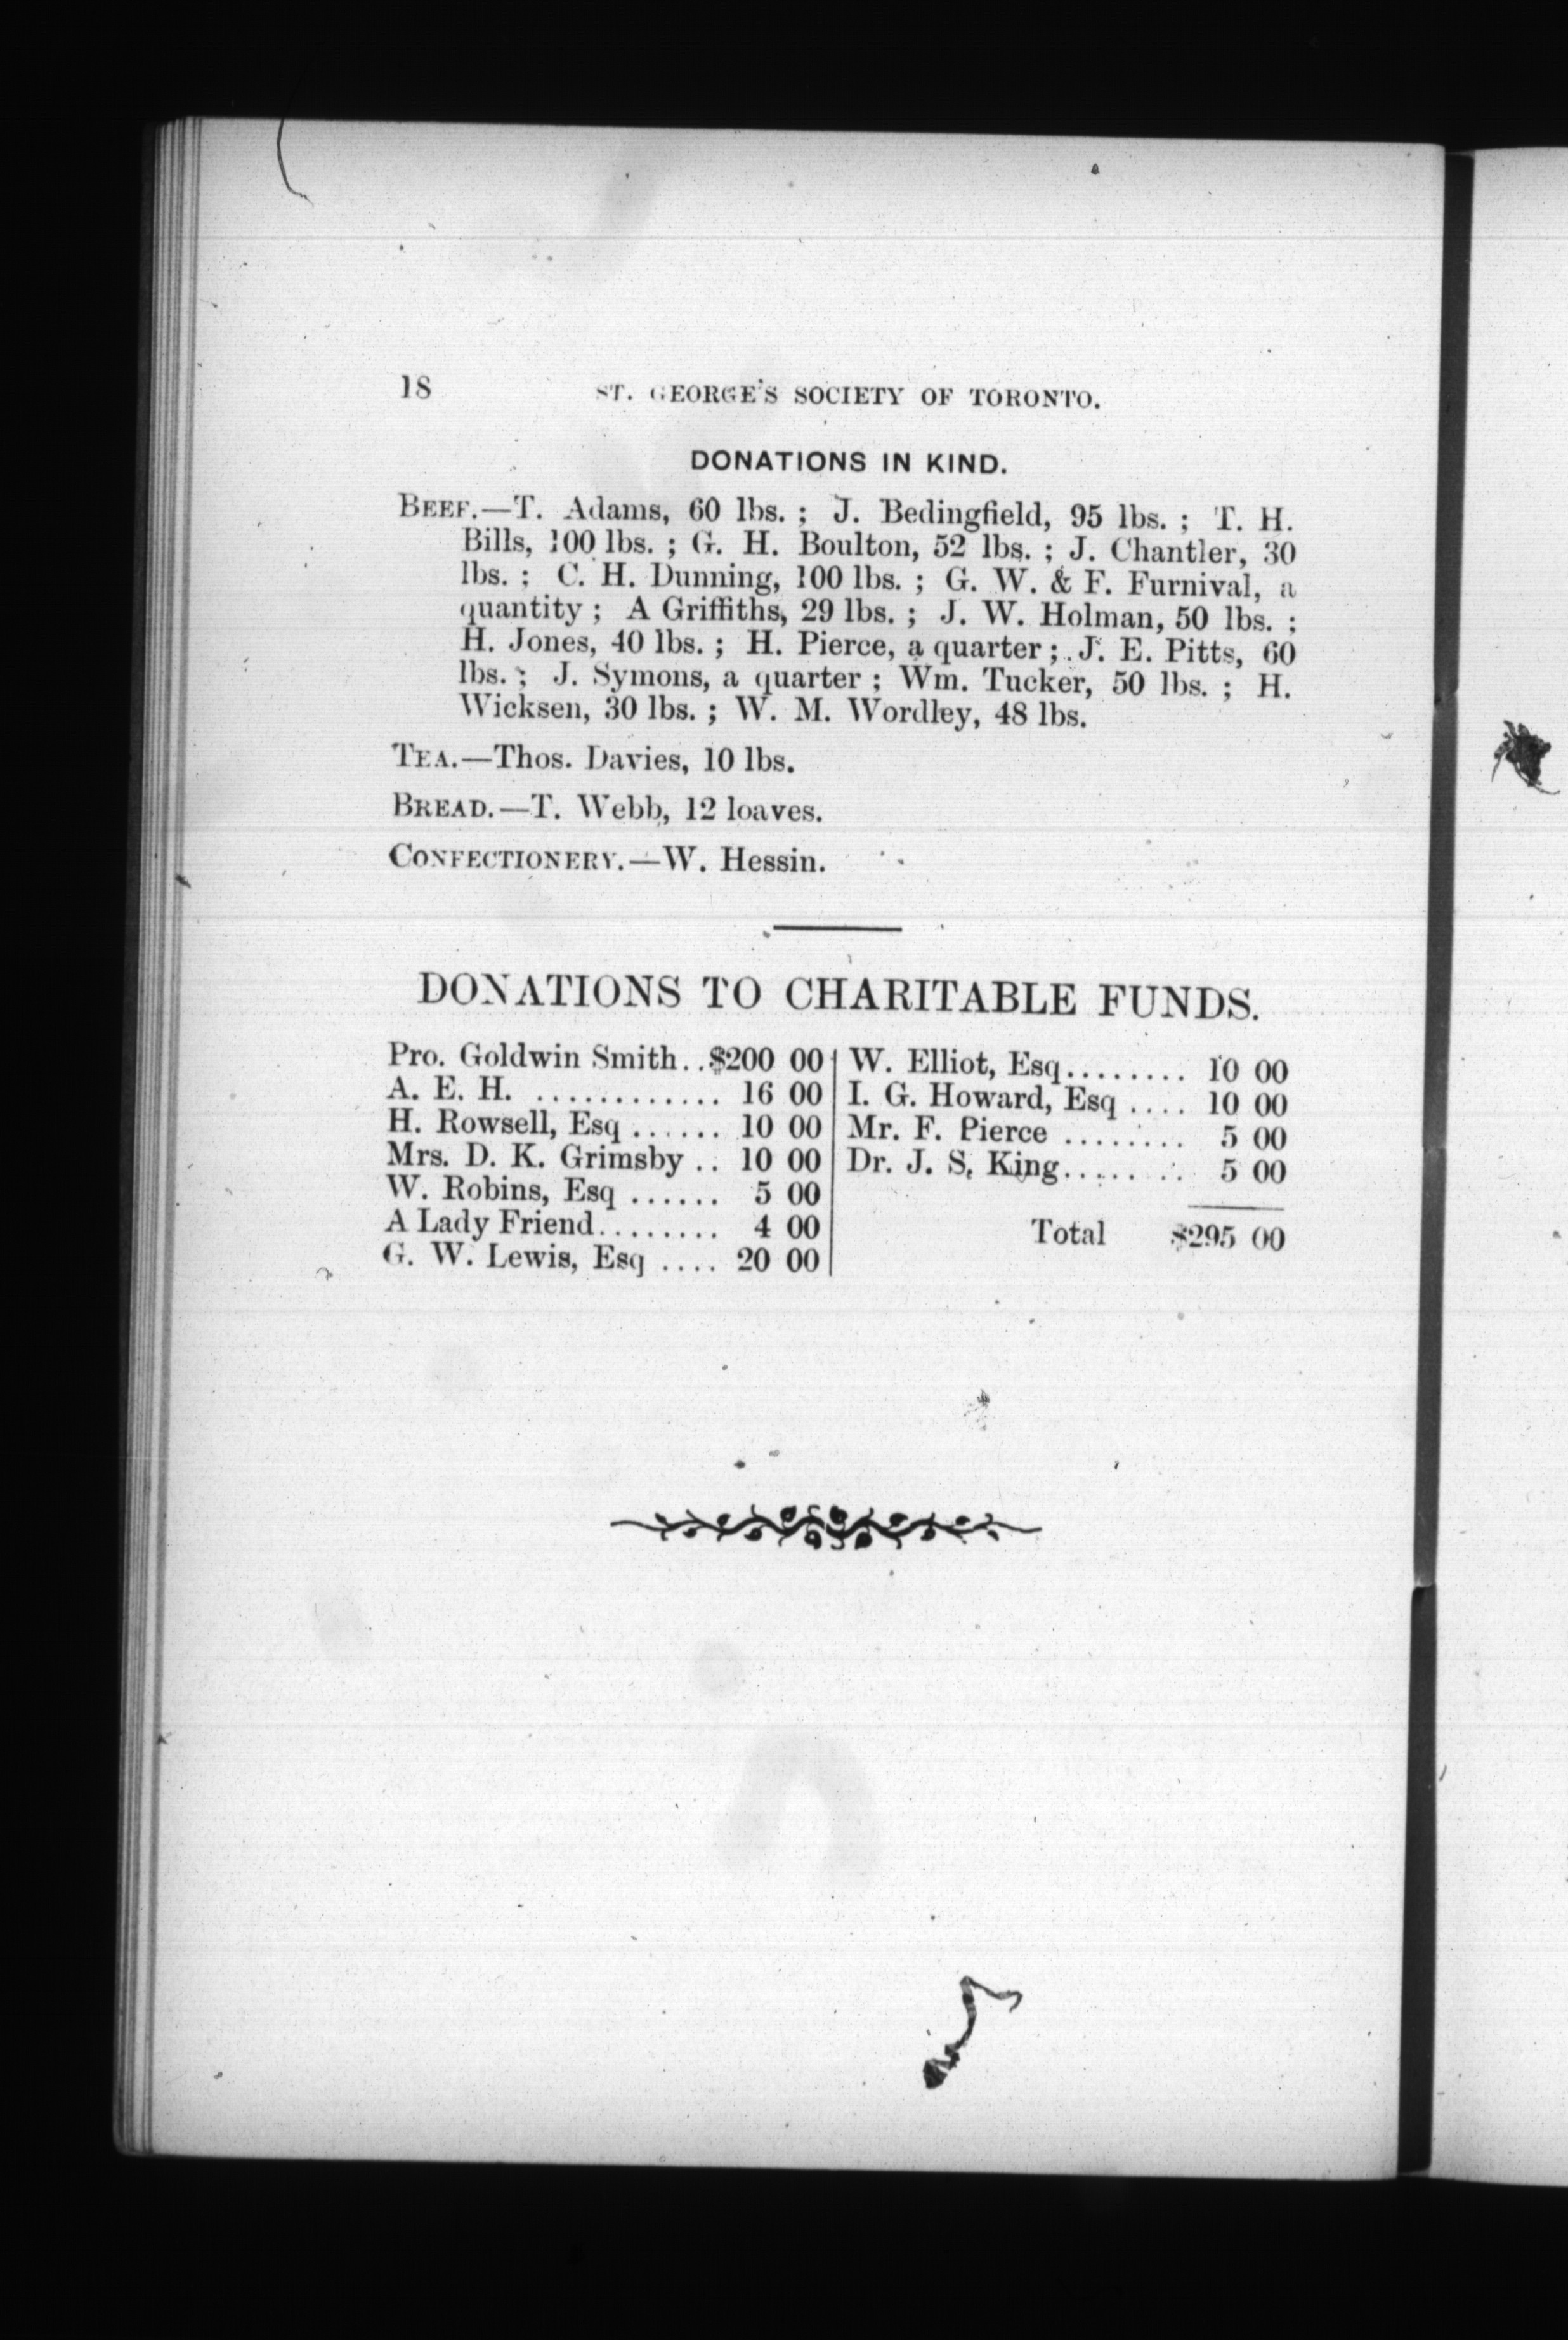 18 ST. GEORGE'S SOCIETY OF TORONTO.
DONATIONS IN KIND.
BEEF.—T. Adams, 60 lbs. ; J. Bedingfield, 95 lbs. ; T. H.
Bills, 100 lbs. ; G. H. Boulton, 52 lbs. ; J. Chantler, 30
lbs. ; C. H. Dunning, 100 lbs. ; G. W. & F. Furnival, a
quantity ; A Griffiths, 29 lbs. ; J. W. Holman, 50 lbs. ;
H. Jones, 40 lbs. ; H. Pierce, a quarter ; J. E. Pitts, 60
lbs. ; J. Symons, a quarter ; Wm. Tucker, 50 lbs. ; H.
Wicksen, 30 lbs. ; W. M. Wordley, 48 lbs.
TEA.—Thos. Davies, 10 lbs.
BREAD.—T. Webb, 12 loaves.
CONFECTIONERY.—W. Hessin.
DONATIONS TO CHARITABLE FUNDS.
Pro. Goldwin Smith..$200 00
A. E. H. ............ 16 00
H. Rowsell, Esq ...... 10 00
Mrs. D. K. Grimsby .. 10 00
W. Robins, Esq ...... 5 00
A Lady Friend........ 4 00
G. W. Lewis, Esq .... 20 00
W. Elliot, Esq........ 10 00
I. G. Howard, Esq .... 10 00
Mr. F. Pierce ........ 5 00
Dr. J. S. King........ 5 00
Total $295 00